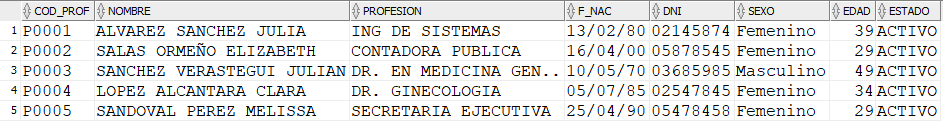 COD_PROF NOMBRE PROFESION F_NAC DNI SEXO EDAD ESTADO
1 P0001 ALVAREZ SANCHEZ JULIA ING DE SISTEMAS 13/02/80 02145874 Femenino 39 ACTIVO
2 P0002 SALAS ORMEÑO ELIZABETH CONTADORA PUBLICA 16/04/00 05878545 Femenino 29 ACTIVO
3 P0003 SANCHEZ VERASTEGUI JULIAN DR. EN MEDICINA GEN... 10/05/70 03685985 Masculino 49 ACTIVO
4 P0004 LOPEZ ALCANTARA CLARA DR. GINECOLOGIA 05/07/85 02547845 Femenino 34 ACTIVO
5 P0005 SANDOVAL PEREZ MELISSA SECRETARIA EJECUTIVA 25/04/90 05478458 Femenino 29 ACTIVO